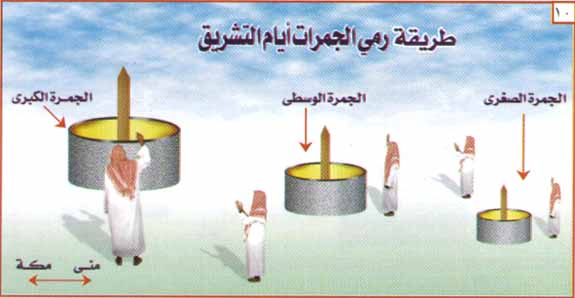 ١٠
طريقة رمي الجمرات أيام التشريق
الجمرة الصغرى
الجمرة الوسطى
الجمرة الكبرى
منى مكة